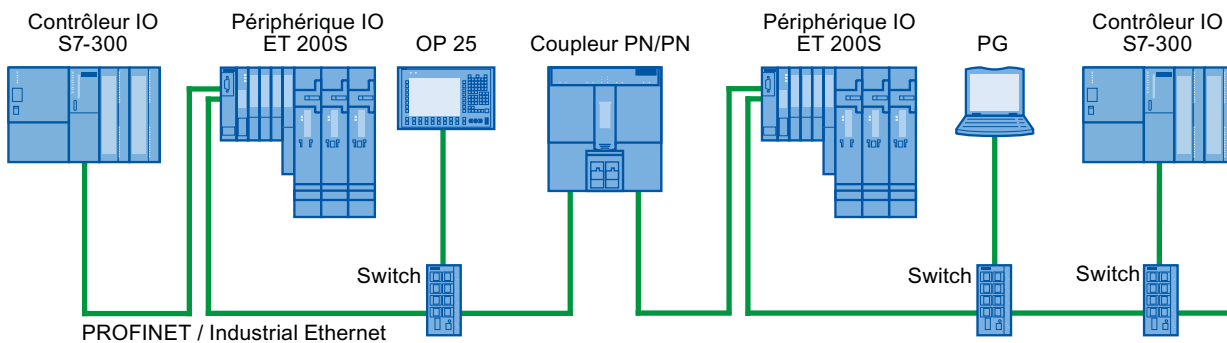 Contrôleur IO
S7-300
Périphérique IO
ET 200S
OP 25
Coupleur PN/PN
Périphérique IO
ET 200S
PG
Contrôleur IO
S7-300
Switch
Switch
Switch
PROFINET / Industrial Ethernet